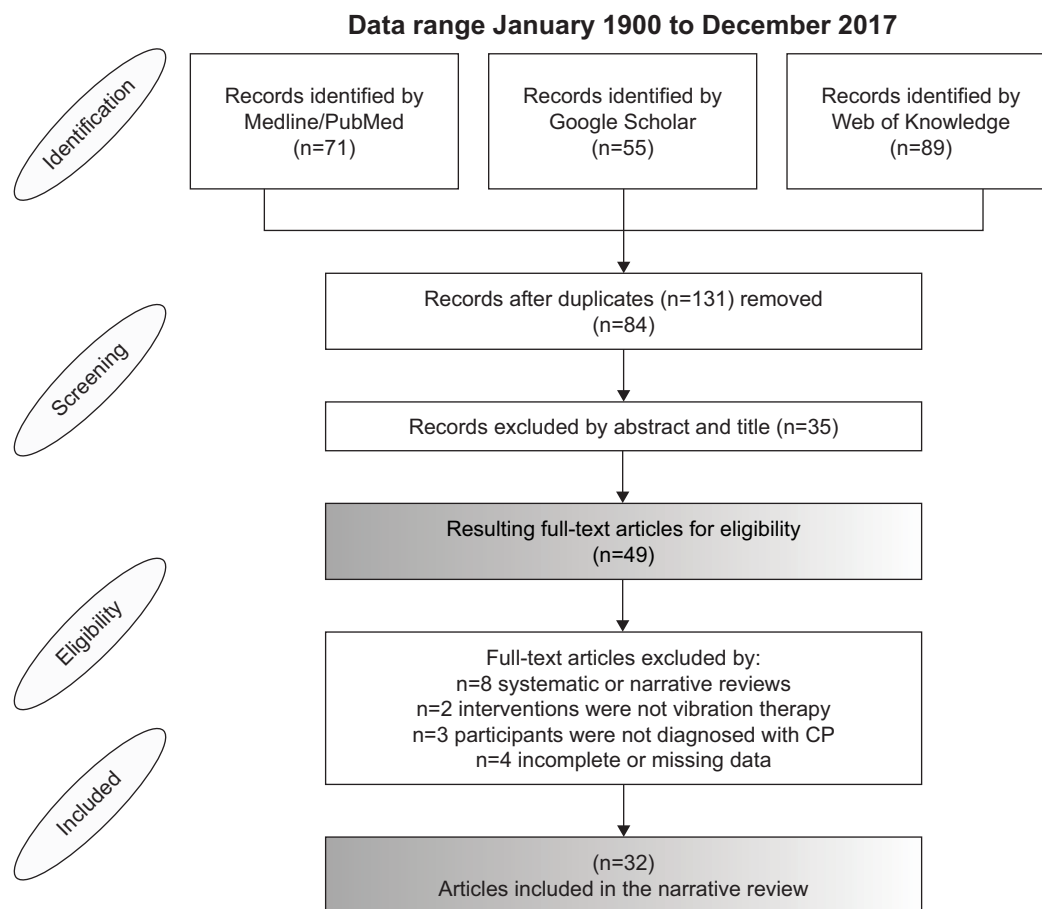 Data range January 1900 to December 2017
Identification
Records identified by
Medline/PubMed
(n=71)
Records identified by
Google Scholar
(n=55)
Records identified by
Web of Knowledge
(n=89)
Screening
Records after duplicates (n=131) removed
(n=84)
Records excluded by abstract and title (n=35)
Resulting full-text articles for eligibility
(n=49)
Eligibility
Full-text articles excluded by:
n=8 systematic or narrative reviews
n=2 interventions were not vibration therapy
n=3 participants were not diagnosed with CP
n=4 incomplete or missing data
Included
(n=32)
Articles included in the narrative review